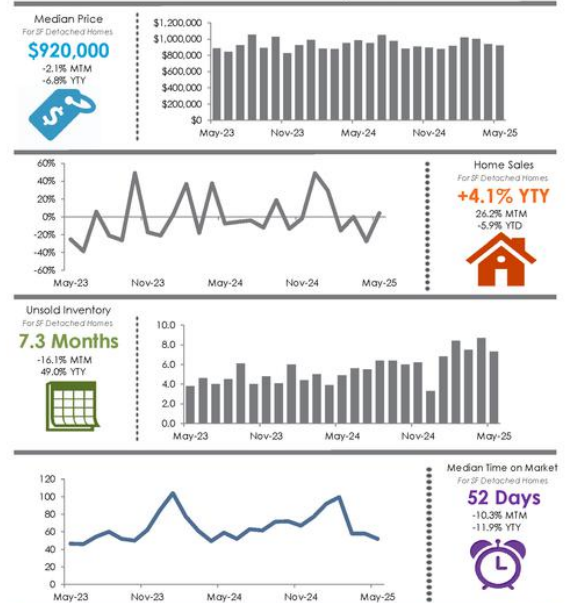 Median Price
For SF Detached Homes
$920,000
-2.1% MTM
-6.8% YTY
$
$1,200,000
$1,000,000
$800,000
$600,000
$400,000
$200,000
$0
May-23 Nov-23 May-24 Nov-24 May-25
60%
40%
20%
0%
-20%
-40%
-60%
May-23 Nov-23 May-24 Nov-24 May-25
Home Sales
For SF Detached Homes
+4.1% YTY
26.2% MTM
-5.9% YTD
Unsold Inventory
For SF Detached Homes
7.3 Months
-16.1% MTM
49.0% YTY
10.0
8.0
6.0
4.0
2.0
0.0
May-23 Nov-23 May-24 Nov-24 May-25
120
100
80
60
40
20
0
May-23 Nov-23 May-24 Nov-24 May-25
Median Time on Market
For SF Detached Homes
52 Days
-10.3% MTM
-11.9% YTY